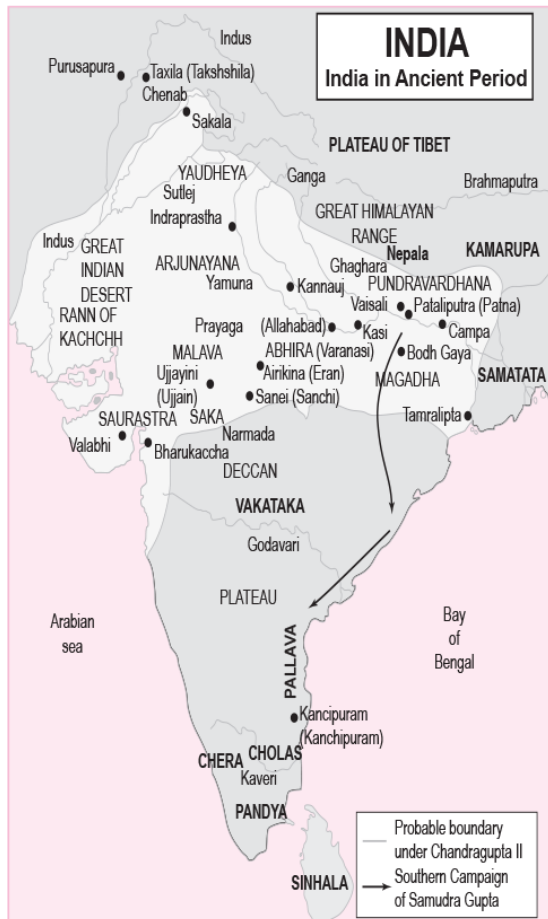 INDIA
India in Ancient Period
Indus
Purusapura
Taxila (Takshshila)
Chenab
Sakala
PLATEAU OF TIBET
YAUDHEYA
Ganga
Brahmaputra
Sutlej
Indraprastha
GREAT HIMALAYAN
RANGE
Nepala
KAMARUPA
Indus
GREAT
INDIAN
DESERT
ARJUNAYANA
Yamuna
Ghaghara
Kannauj
PUNDRAVARDHANA
Vaisali
Pataliputra (Patna)
RANN OF
KACHCHH
Prayaga
(Allahabad)
Kasi
Campa
MALAVA
ABHIRA
(Varanasi)
Bodh Gaya
Ujjayini
(Ujjain)
Airikina (Eran)
MAGADHA
SAMATATA
Sanei (Sanchi)
Tamralipta
SAURASTRA
SAKA
Narmada
Valabhi
Bharukaccha
DECCAN
VAKATAKA
Godavari
PLATEAU
Arabian
sea
Bay
of
Bengal
PALLAVA
Kancipuram
(Kanchipuram)
CHOLAS
CHERA
Kaveri
PANDYA
SINHALA
Probable boundary
under Chandragupta II
Southern Campaign
of Samudra Gupta